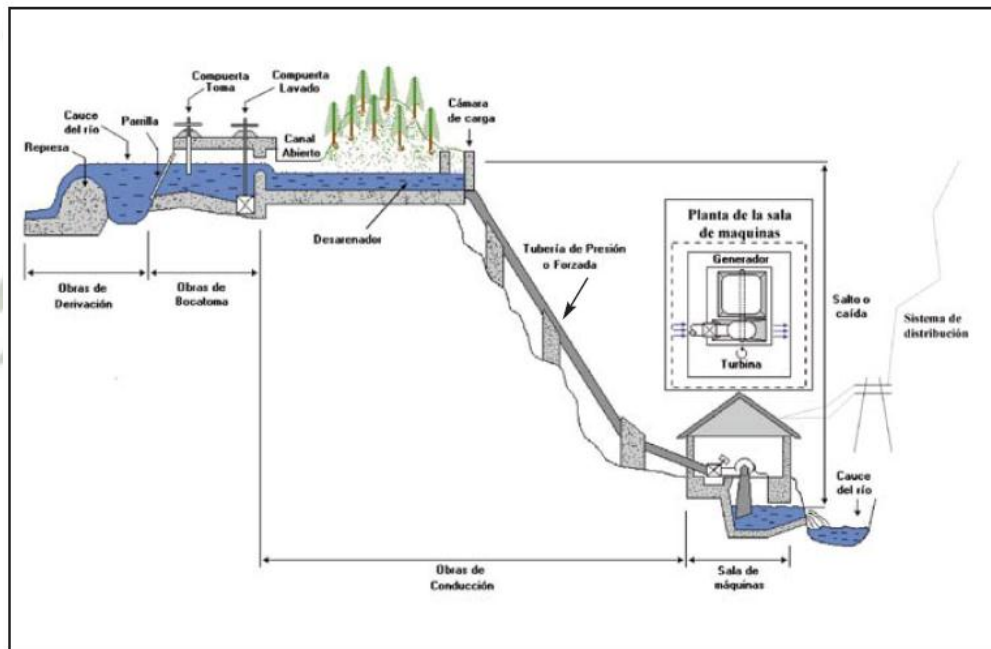 Compuerta
Toma
Compuerta
Lavado
Cauce
del río
Parrilla
Represa
Canal
Abierto
Cámara
de carga
Desarenador
Obras de
Derivación
Obras de
Bocatoma
Tubería de Presión
o Forzada
Planta de la sala
de maquinas
Generador
Turbina
Salto o
caída
Sistema de
distribución
Cauce
del río
Obras de
Conducción
Sala de
máquinas